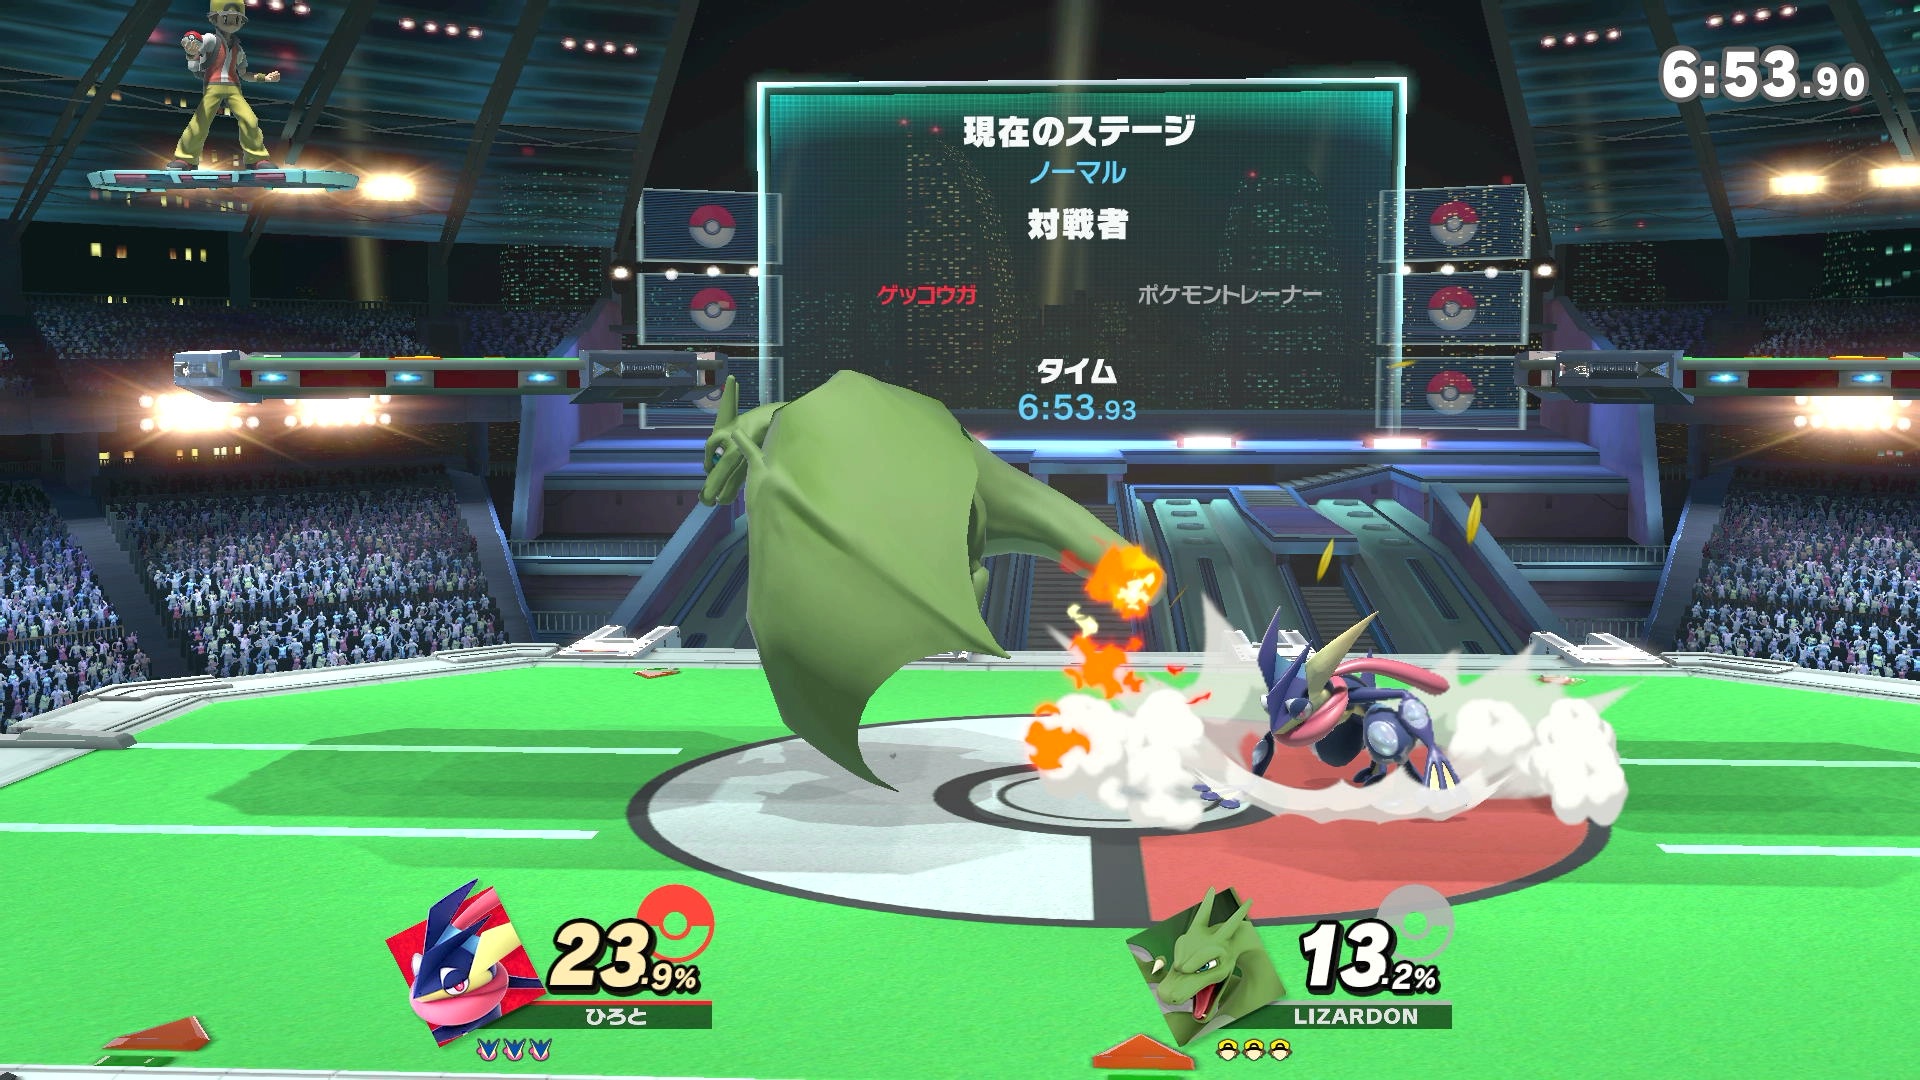 6:53.90
現在のステージ
ノーマル
対戦者
ゲッコウガ
ポケモントレーナー
タイム
6:53.93
23.9%
ひろと
13.2%
LIZARDON